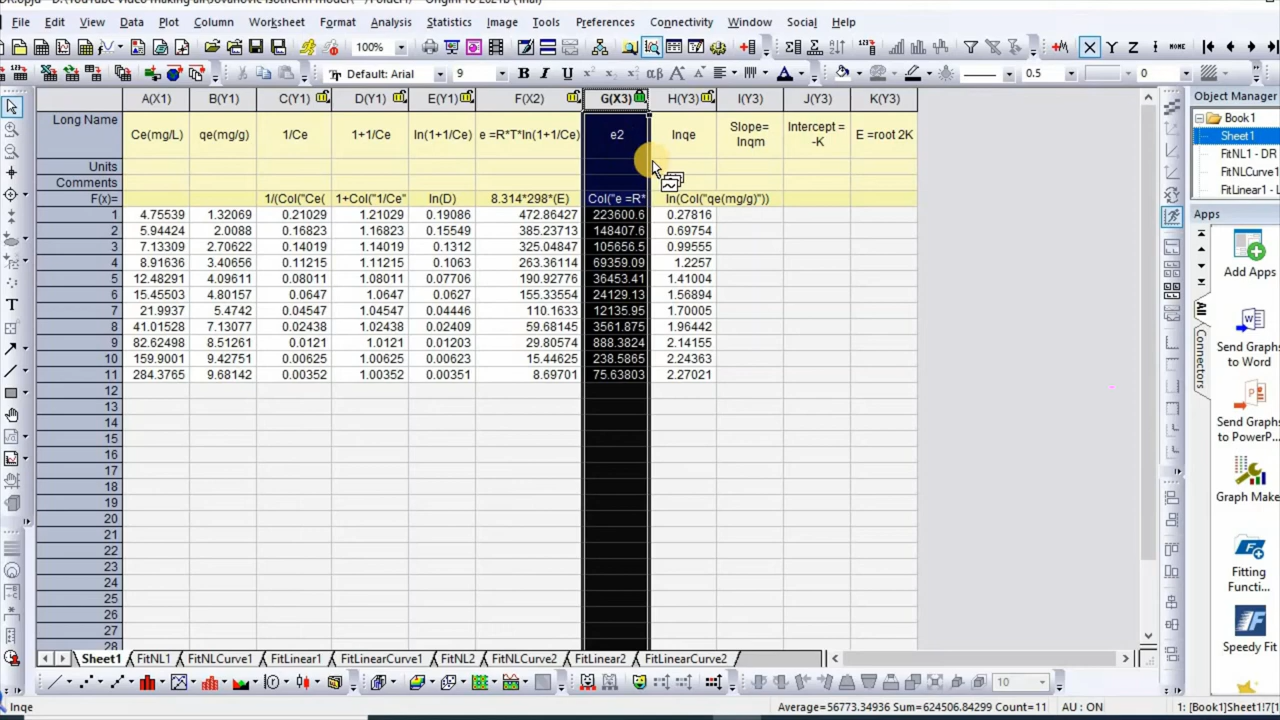 File Edit View Data Plot Column Worksheet Format Analysis Statistics Image Tools Preferences Connectivity Window Social Help
100%
Default: Arial 9 B I U αβ A A 0.5 0
X Y Z HOME
Object Manager
Book1
Sheet1
FitNL1 - DR
FitNLCurve1
FitLinear1 -
Apps
Add Apps
Send Graphs to Word
Send Graphs to PowerP...
Graph Make
Fitting Functi...
Speedy Fit
All
Connectors
A(X1) B(Y1) C(Y1) D(Y1) E(Y1) F(X2) G(X3) H(Y3) I(Y3) J(Y3) K(Y3)
Long Name Ce(mg/L) qe(mg/g) 1/Ce 1+1/Ce ln(1+1/Ce) e =R*T*ln(1+1/Ce) e2 lnqe Slope= lnqm Intercept = -K E =root 2K
Units
Comments
F(x)= 1/(Col("Ce( 1+Col("1/Ce" ln(D) 8.314*298*(E) Col("e =R* ln(Col("qe(mg/g)"))
1 4.75539 1.32069 0.21029 1.21029 0.19086 472.86427 223600.6 0.27816
2 5.94424 2.0088 0.16823 1.16823 0.15549 385.23713 148407.6 0.69754
3 7.13309 2.70622 0.14019 1.14019 0.1312 325.04847 105656.5 0.99555
4 8.91636 3.40656 0.11215 1.11215 0.1063 263.36114 69359.09 1.2257
5 12.48291 4.09611 0.08011 1.08011 0.07706 190.92776 36453.41 1.41004
6 15.45503 4.80157 0.0647 1.0647 0.0627 155.33554 24129.13 1.56894
7 21.9937 5.4742 0.04547 1.04547 0.04446 110.1633 12135.95 1.70005
8 41.01528 7.13077 0.02438 1.02438 0.02409 59.68145 3561.875 1.96442
9 82.62498 8.51261 0.0121 1.0121 0.01203 29.80574 888.3824 2.14155
10 159.9001 9.42751 0.00625 1.00625 0.00623 15.44625 238.5865 2.24363
11 284.3765 9.68142 0.00352 1.00352 0.00351 8.69701 75.63803 2.27021
12
13
14
15
16
17
18
19
20
21
22
23
24
25
26
27
28
Sheet1 FitNL1 FitNLCurve1 FitLinear1 FitLinearCurve1 FitNL2 FitNLCurve2 FitLinear2 FitLinearCurve2
10
lnqe Average=56773.34936 Sum=624506.84299 Count=11 AU : ON 1: [Book1]Sheet1!7[1